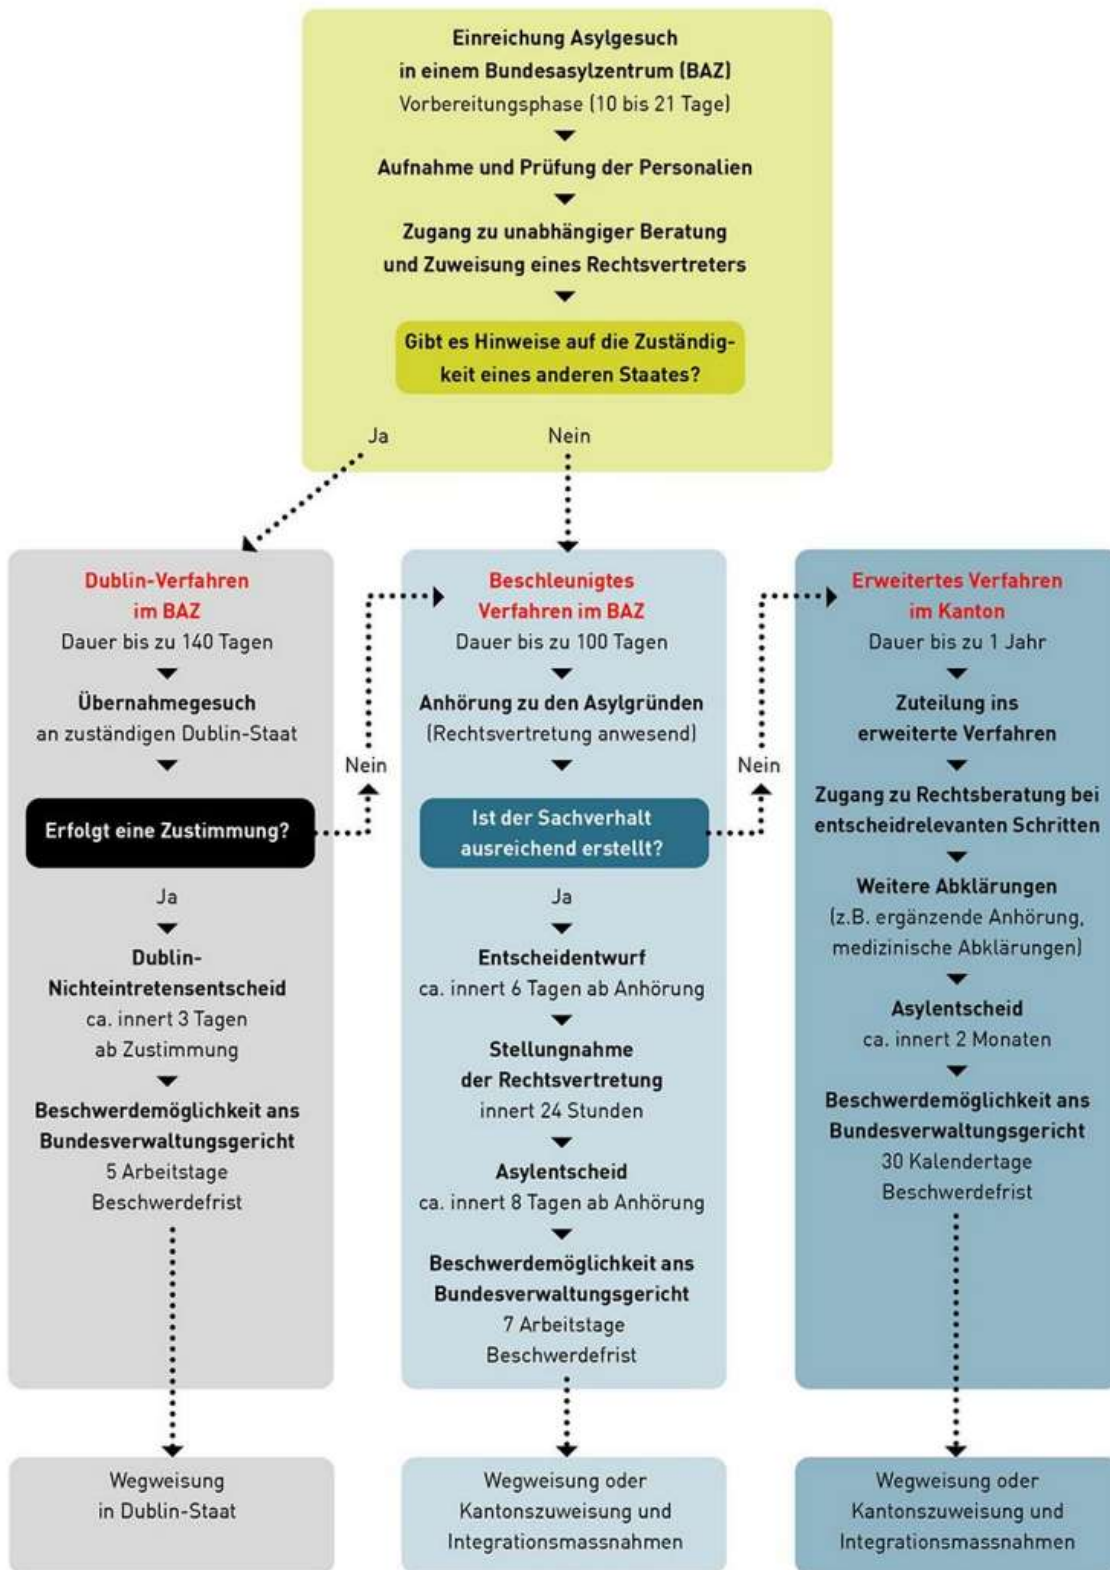 Einreichung Asylgesuch
in einem Bundesasylzentrum (BAZ)
Vorbereitungsphase (10 bis 21 Tage)
Aufnahme und Prüfung der Personalien
Zugang zu unabhängiger Beratung
und Zuweisung eines Rechtsvertreters
Gibt es Hinweise auf die Zuständig-
keit eines anderen Staates?
Ja
Nein
Dublin-Verfahren
im BAZ
Dauer bis zu 140 Tagen
Übernahmegesuch
an zuständigen Dublin-Staat
Erfolgt eine Zustimmung?
Nein
Ja
Dublin-
Nichteintretensentscheid
ca. innert 3 Tagen
ab Zustimmung
Beschwerdemöglichkeit ans
Bundesverwaltungsgericht
5 Arbeitstage
Beschwerdefrist
Wegweisung
in Dublin-Staat
Beschleunigtes
Verfahren im BAZ
Dauer bis zu 100 Tagen
Anhörung zu den Asylgründen
(Rechtsvertretung anwesend)
Ist der Sachverhalt
ausreichend erstellt?
Nein
Ja
Entscheidentwurf
ca. innert 6 Tagen ab Anhörung
Stellungnahme
der Rechtsvertretung
innert 24 Stunden
Asylentscheid
ca. innert 8 Tagen ab Anhörung
Beschwerdemöglichkeit ans
Bundesverwaltungsgericht
7 Arbeitstage
Beschwerdefrist
Wegweisung oder
Kantonszuweisung und
Integrationsmassnahmen
Erweitertes Verfahren
im Kanton
Dauer bis zu 1 Jahr
Zuteilung ins
erweiterte Verfahren
Zugang zu Rechtsberatung bei
entscheidrelevanten Schritten
Weitere Abklärungen
(z.B. ergänzende Anhörung,
medizinische Abklärungen)
Asylentscheid
ca. innert 2 Monaten
Beschwerdemöglichkeit ans
Bundesverwaltungsgericht
30 Kalendertage
Beschwerdefrist
Wegweisung oder
Kantonszuweisung und
Integrationsmassnahmen